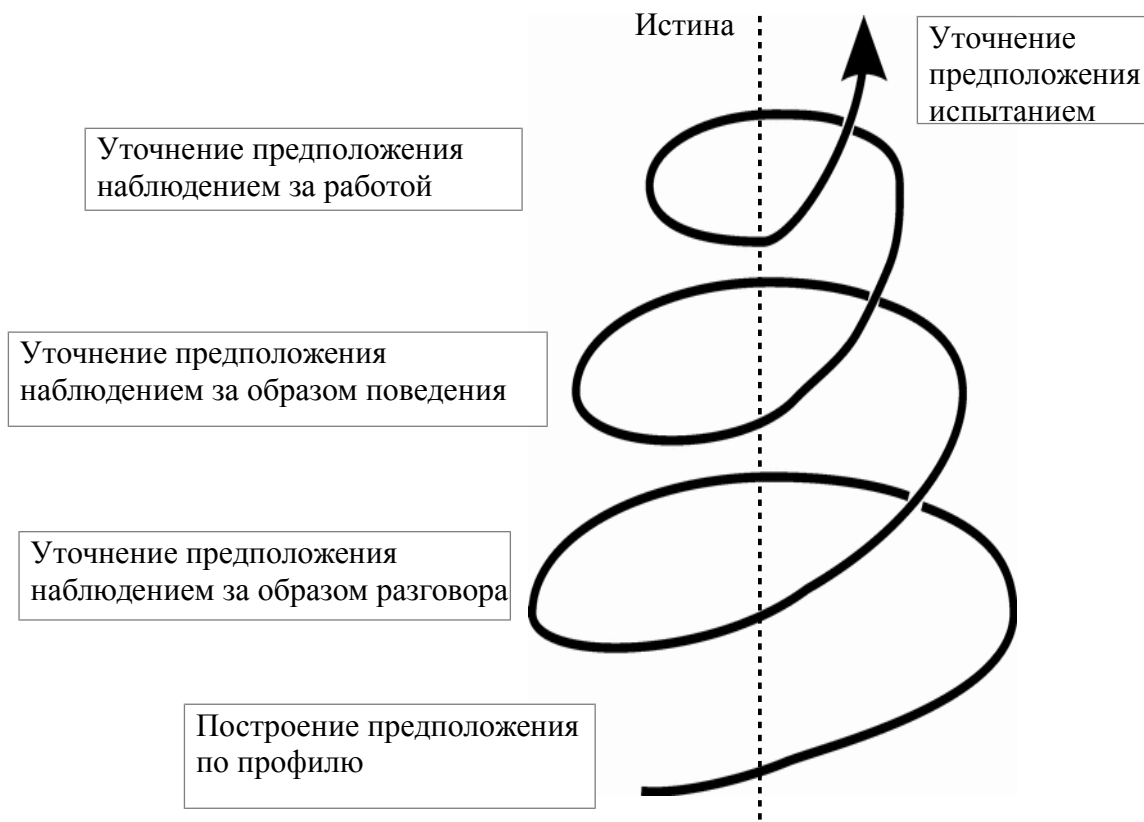 Истина
Уточнение
предположения
испытанием
Уточнение предположения
наблюдением за работой
Уточнение предположения
наблюдением за образом поведения
Уточнение предположения
наблюдением за образом разговора
Построение предположения
по профилю